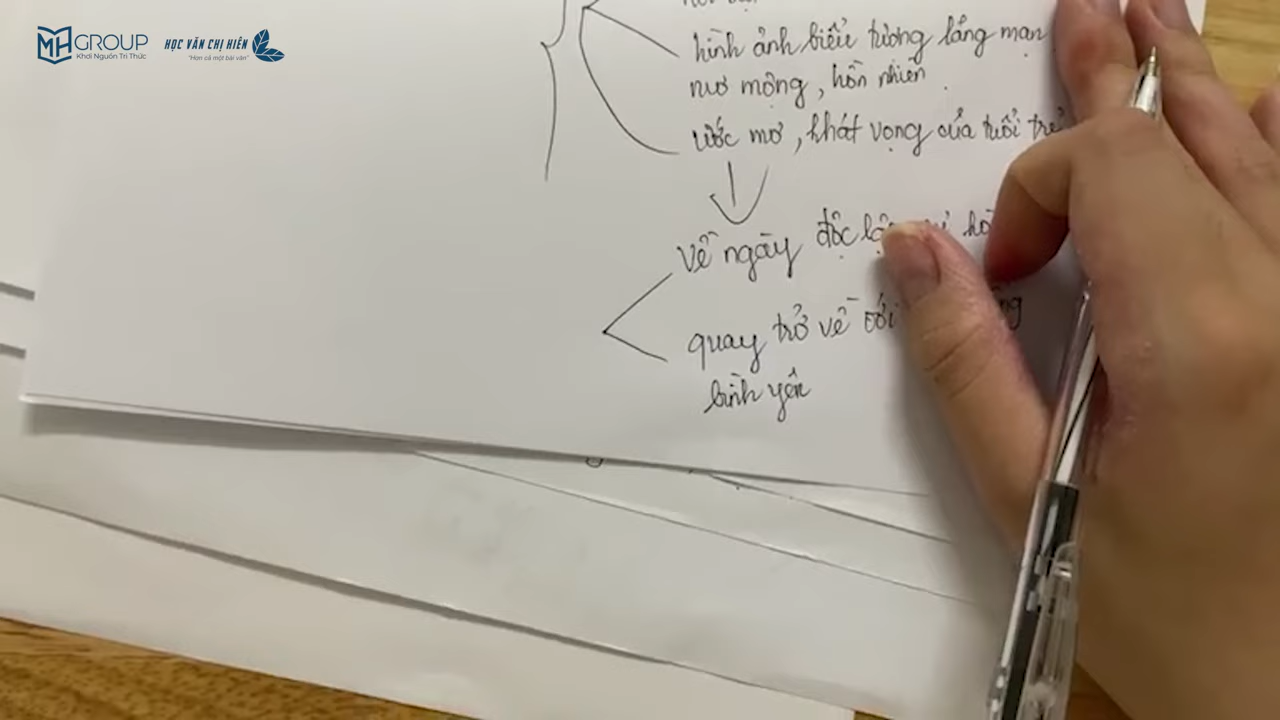 MH GROUP
Khơi Nguồn Tri Thức
HỌC VĂN CHỊ HIÊN
"Hơn cả một bài văn"
hình ảnh biểu tượng lãng mạn
mơ mộng, hồn nhiên.
ước mơ, khát vọng của tuổi trẻ
về ngày độc lập
quay trở về với
bình yên